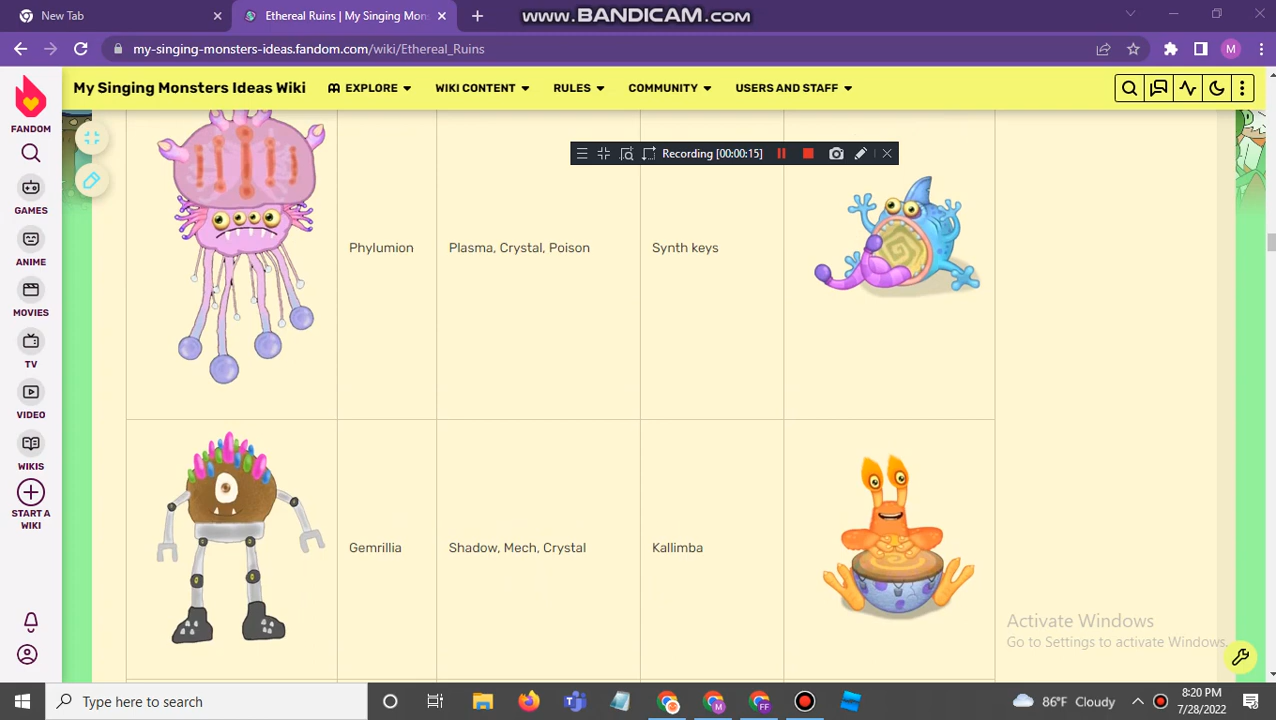 www.BANDICAM.com
New Tab
Ethereal Ruins | My Singing Mons
my-singing-monsters-ideas.fandom.com/wiki/Ethereal_Ruins
M
My Singing Monsters Ideas Wiki
EXPLORE
WIKI CONTENT
RULES
COMMUNITY
USERS AND STAFF
FANDOM
GAMES
ANIME
MOVIES
TV
VIDEO
WIKIS
START A
WIKI
Recording [00:00:15]
Phylumion
Plasma, Crystal, Poison
Synth keys
Gemrillia
Shadow, Mech, Crystal
Kallimba
Activate Windows
Go to Settings to activate Windows.
Type here to search
M
FF
86°F Cloudy
8:20 PM
7/28/2022